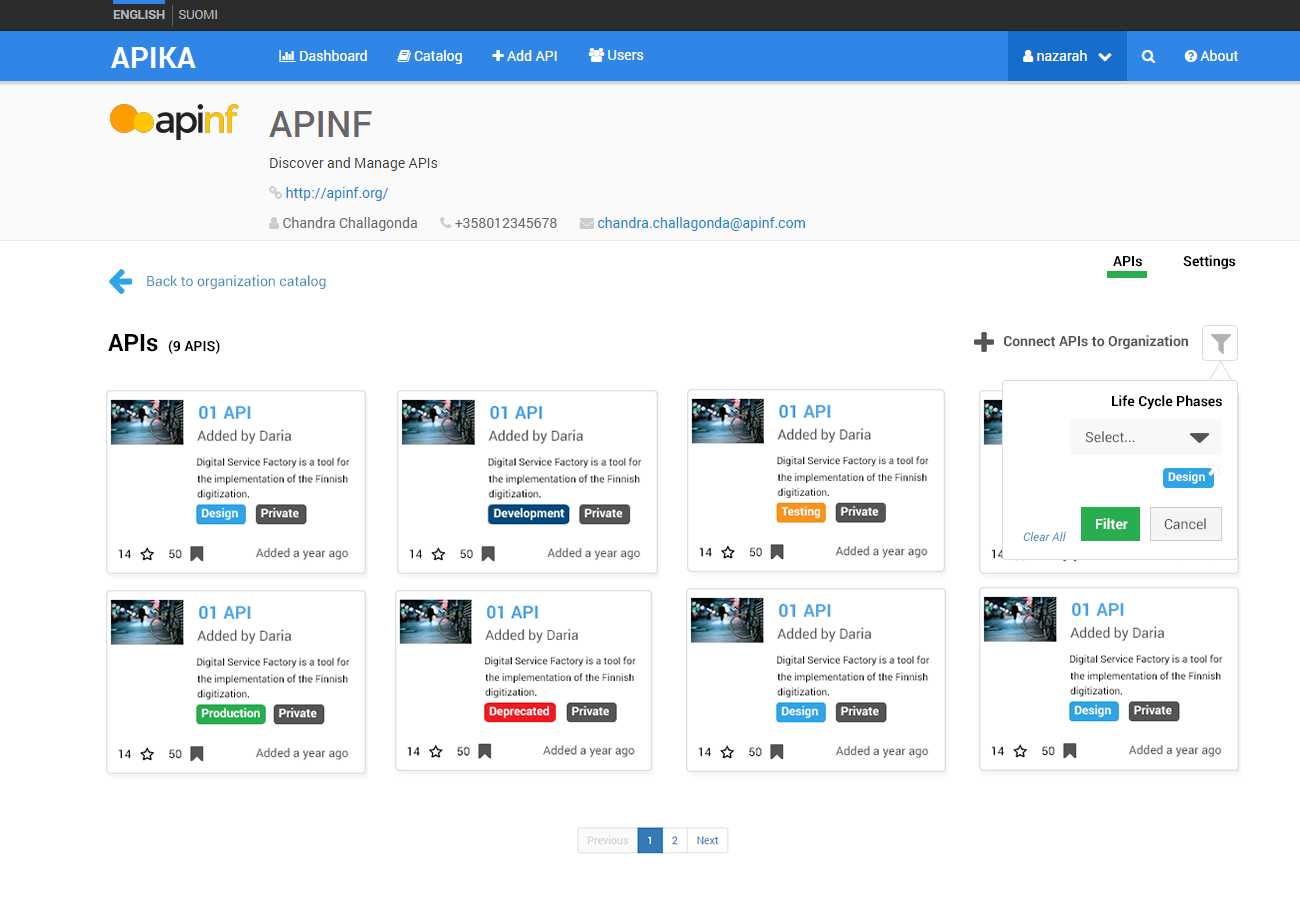 ENGLISH SUOMI
APIKA Dashboard Catalog Add API Users nazarah About
apinf
APINF
Discover and Manage APIs
http://apinf.org/
Chandra Challagonda +358012345678 chandra.challagonda@apinf.com
APIs Settings
Back to organization catalog
APIs (9 APIS)
Connect APIs to Organization
Life Cycle Phases
Select...
Design
Clear All Filter Cancel
01 API
Added by Daria
Digital Service Factory is a tool for
the implementation of the Finnish
digitization.
Design Private
14 50 Added a year ago
01 API
Added by Daria
Digital Service Factory is a tool for
the implementation of the Finnish
digitization.
Development Private
14 50 Added a year ago
01 API
Added by Daria
Digital Service Factory is a tool for
the implementation of the Finnish
digitization.
Testing Private
14 50 Added a year ago
01 API
Added by Daria
Digital Service Factory is a tool for
the implementation of the Finnish
digitization.
Production Private
14 50 Added a year ago
01 API
Added by Daria
Digital Service Factory is a tool for
the implementation of the Finnish
digitization.
Deprecated Private
14 50 Added a year ago
01 API
Added by Daria
Digital Service Factory is a tool for
the implementation of the Finnish
digitization.
Design Private
14 50 Added a year ago
01 API
Added by Daria
Digital Service Factory is a tool for
the implementation of the Finnish
digitization.
Design Private
14 50 Added a year ago
Previous 1 2 Next